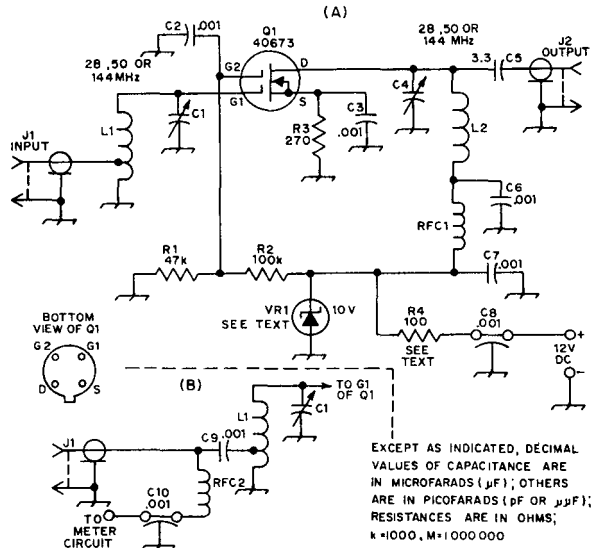 (A)
C2 .001
Q1
40673
28, 50 OR
144 MHz
G2
G1
D
S
28, 50 OR
144 MHz
3.3 C5
J2
OUTPUT
J1
INPUT
L1
C1
R3
270
C3
.001
C4
L2
C6
.001
RFC1
R1
47k
R2
100k
C7
.001
VR1
10V
SEE TEXT
R4
100
SEE
TEXT
C8
.001
+
12V
DC
-
BOTTOM
VIEW OF Q1
G2 G1
D S
(B)
L1
C1
TO G1
OF Q1
J1
C9 .001
RFC2
C10
.001
TO
METER
CIRCUIT
EXCEPT AS INDICATED, DECIMAL
VALUES OF CAPACITANCE ARE
IN MICROFARADS (μF); OTHERS
ARE IN PICOFARADS (pF OR μμF);
RESISTANCES ARE IN OHMS;
k=1000, M=1000000